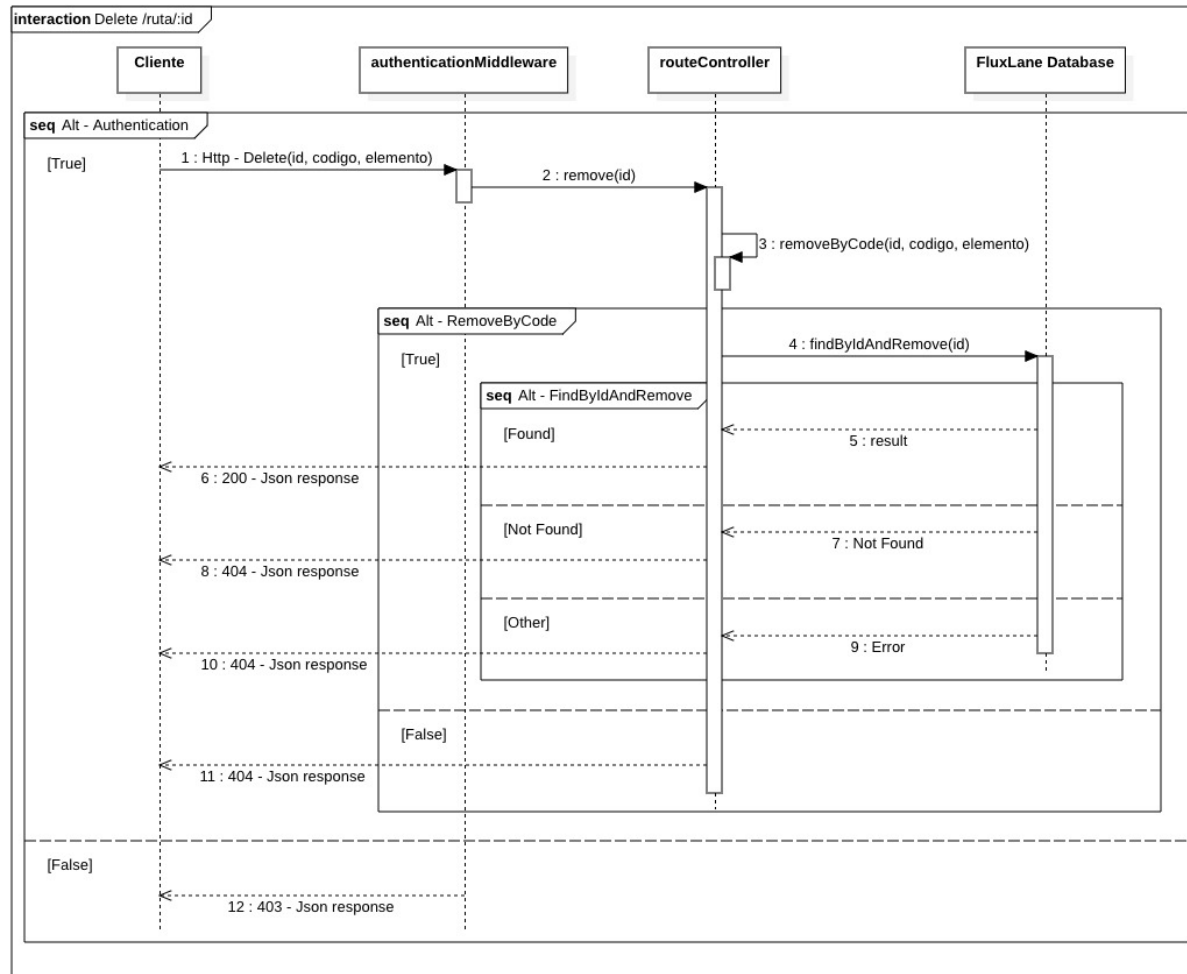 interaction Delete /ruta/:id
Cliente
authenticationMiddleware
routeController
FluxLane Database
seq Alt - Authentication
[True]
1 : Http - Delete(id, codigo, elemento)
2 : remove(id)
3 : removeByCode(id, codigo, elemento)
seq Alt - RemoveByCode
[True]
4 : findByIdAndRemove(id)
seq Alt - FindByIdAndRemove
[Found]
5 : result
6 : 200 - Json response
[Not Found]
7 : Not Found
8 : 404 - Json response
[Other]
9 : Error
10 : 404 - Json response
[False]
11 : 404 - Json response
[False]
12 : 403 - Json response